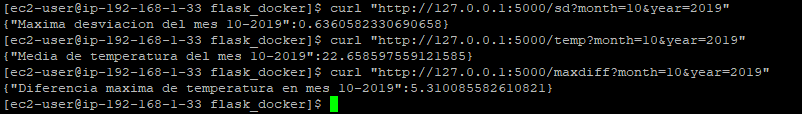 [ec2-user@ip-192-168-1-33 flask_docker]$ curl "http://127.0.0.1:5000/sd?month=10&year=2019"
{"Maxima desviacion del mes 10-2019":0.6360582330690658}
[ec2-user@ip-192-168-1-33 flask_docker]$ curl "http://127.0.0.1:5000/temp?month=10&year=2019"
{"Media de temperatura del mes 10-2019":22.658597559121585}
[ec2-user@ip-192-168-1-33 flask_docker]$ curl "http://127.0.0.1:5000/maxdiff?month=10&year=2019"
{"Diferencia maxima de temperatura en mes 10-2019":5.310085582610821}
[ec2-user@ip-192-168-1-33 flask_docker]$